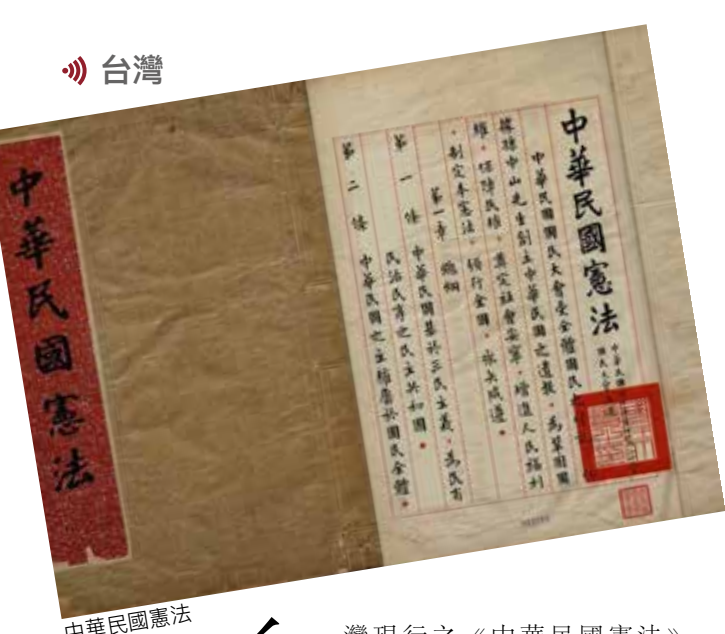 台灣
中華民國憲法
中華民國憲法
中華民國國民大會受全體國民
據孫中山先生創立中華民國之遺教，為鞏固國
權，保障民權，奠定社會安寧，增進人民福利
，制定本憲法，頒行全國，永矢咸遵。
第一章 總綱
第一條 中華民國基於三民主義，為民有
民治民享之民主共和國。
第二條 中華民國之主權屬於國民全體。
中華民國憲法
灣現行之《中華民國憲法》